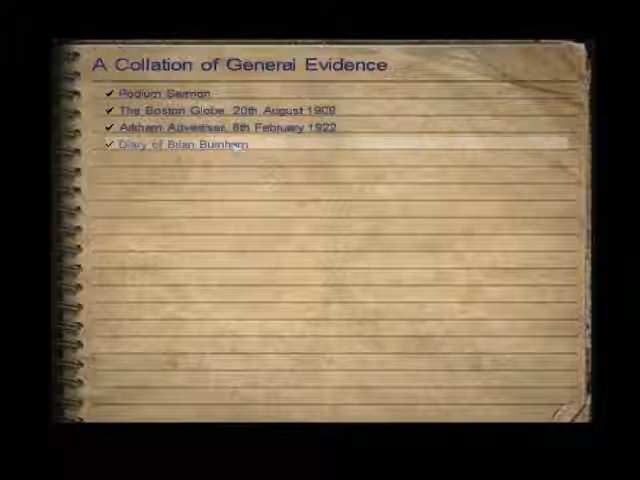 A Collation of General Evidence
Podium Sermon
The Boston Globe, 20th August 1909
Arkham Advertiser, 6th February 1922
Diary of Brian Burnham